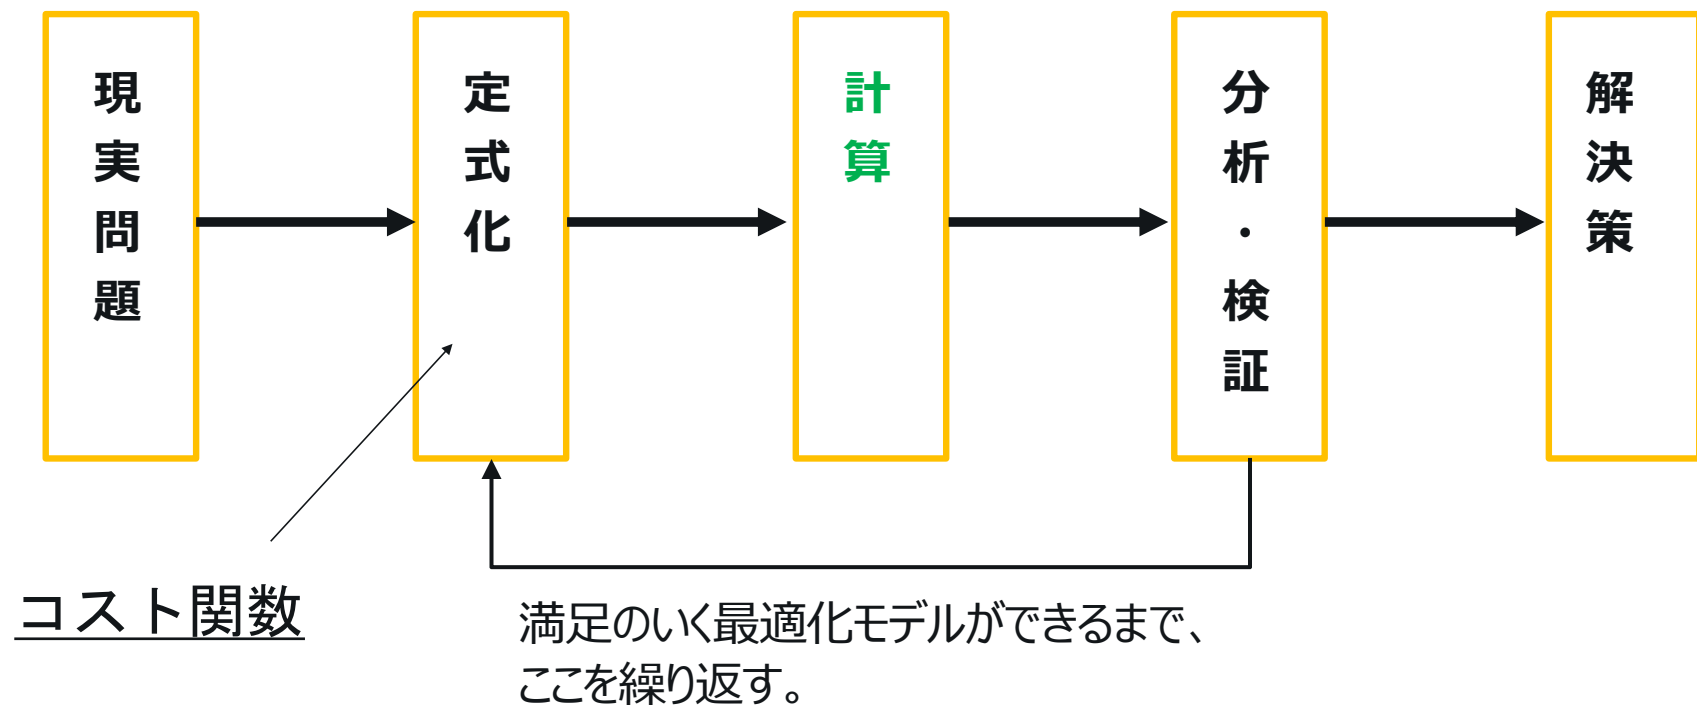 現実問題
定式化
計算
分析・検証
解決策
コスト関数
満足のいく最適化モデルができるまで、
ここを繰り返す。